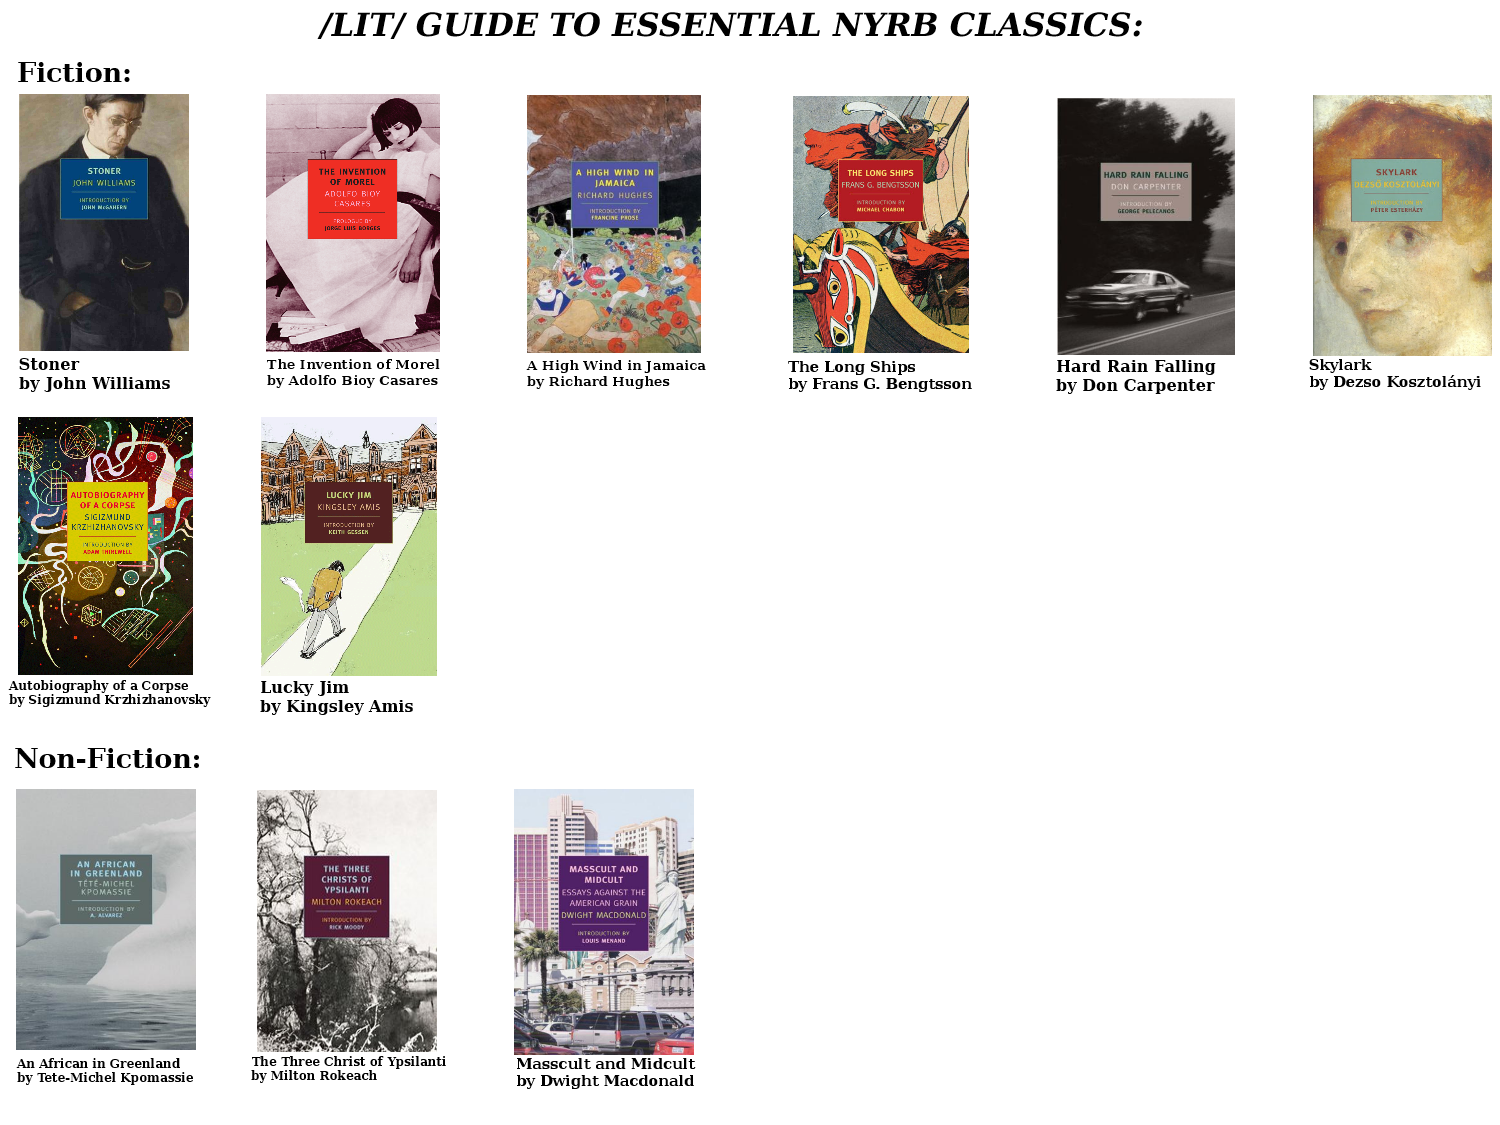 /LIT/ GUIDE TO ESSENTIAL NYRB CLASSICS:
Fiction:
STONER
JOHN WILLIAMS
INTRODUCTION BY
JOHN McGAHERN
Stoner
by John Williams
THE INVENTION
OF MOREL
ADOLFO BIOY
CASARES
PROLOGUE BY
JORGE LUIS BORGES
The Invention of Morel
by Adolfo Bioy Casares
A HIGH WIND IN
JAMAICA
RICHARD HUGHES
INTRODUCTION BY
FRANCINE PROSE
A High Wind in Jamaica
by Richard Hughes
THE LONG SHIPS
FRANS G. BENGTSSON
INTRODUCTION BY
MICHAEL CHABON
The Long Ships
by Frans G. Bengtsson
HARD RAIN FALLING
DON CARPENTER
INTRODUCTION BY
GEORGE PELECANOS
Hard Rain Falling
by Don Carpenter
SKYLARK
DEZSŐ KOSZTOLÁNYI
INTRODUCTION BY
PÉTER ESTERHÁZY
Skylark
by Dezso Kosztolányi
AUTOBIOGRAPHY
OF A CORPSE
SIGIZMUND
KRZHIZHANOVSKY
INTRODUCTION BY
ADAM THIRLWELL
Autobiography of a Corpse
by Sigizmund Krzhizhanovsky
LUCKY JIM
KINGSLEY AMIS
INTRODUCTION BY
KEITH GESSEN
Lucky Jim
by Kingsley Amis
Non-Fiction:
AN AFRICAN
IN GREENLAND
TÉTÉ-MICHEL
KPOMASSIE
INTRODUCTION BY
A. ALVAREZ
An African in Greenland
by Tete-Michel Kpomassie
THE THREE
CHRISTS OF
YPSILANTI
MILTON ROKEACH
INTRODUCTION BY
RICK MOODY
The Three Christ of Ypsilanti
by Milton Rokeach
MASSCULT AND
MIDCULT
ESSAYS AGAINST THE
AMERICAN GRAIN
DWIGHT MACDONALD
INTRODUCTION BY
LOUIS MENAND
Masscult and Midcult
by Dwight Macdonald